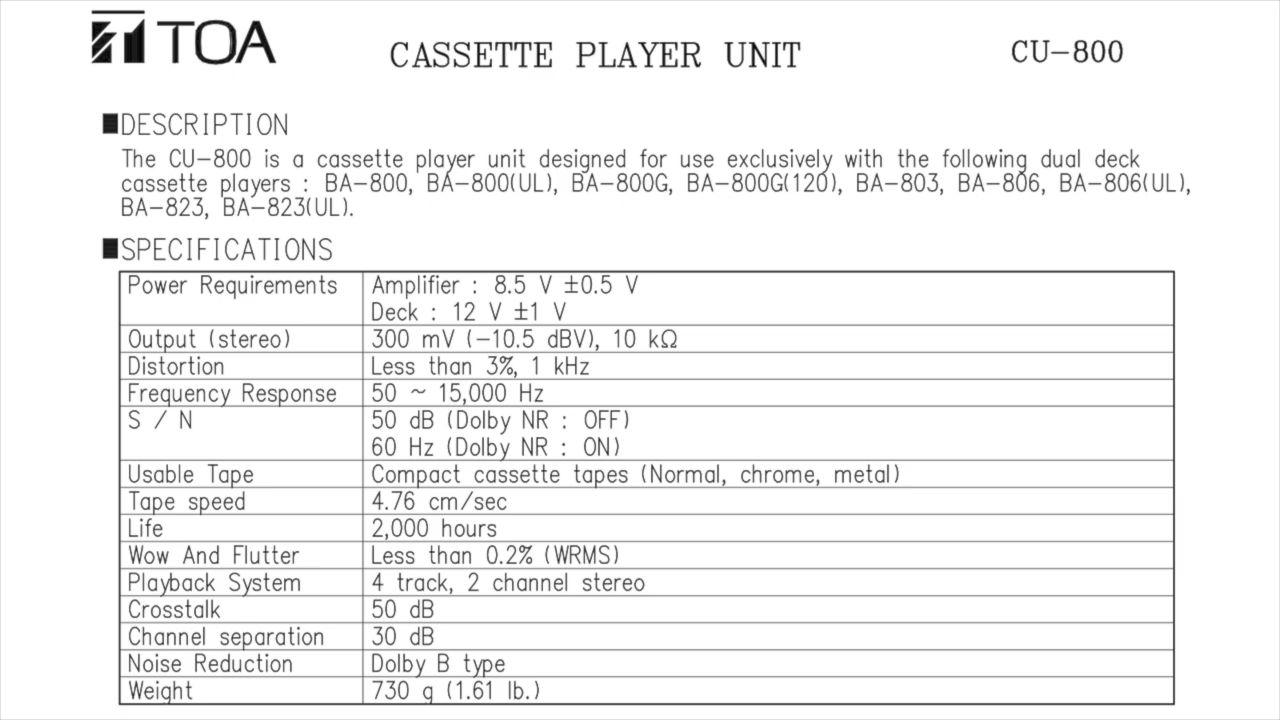 TOA
CASSETTE PLAYER UNIT
CU-800
■DESCRIPTION
The CU-800 is a cassette player unit designed for use exclusively with the following dual deck
cassette players : BA-800, BA-800(UL), BA-800G, BA-800G(120), BA-803, BA-806, BA-806(UL),
BA-823, BA-823(UL).
■SPECIFICATIONS
Power Requirements Amplifier : 8.5 V ±0.5 V
Deck : 12 V ±1 V
Output (stereo) 300 mV (-10.5 dBV), 10 kΩ
Distortion Less than 3%, 1 kHz
Frequency Response 50 ~ 15,000 Hz
S / N 50 dB (Dolby NR : OFF)
60 Hz (Dolby NR : ON)
Usable Tape Compact cassette tapes (Normal, chrome, metal)
Tape speed 4.76 cm/sec
Life 2,000 hours
Wow And Flutter Less than 0.2% (WRMS)
Playback System 4 track, 2 channel stereo
Crosstalk 50 dB
Channel separation 30 dB
Noise Reduction Dolby B type
Weight 730 g (1.61 lb.)